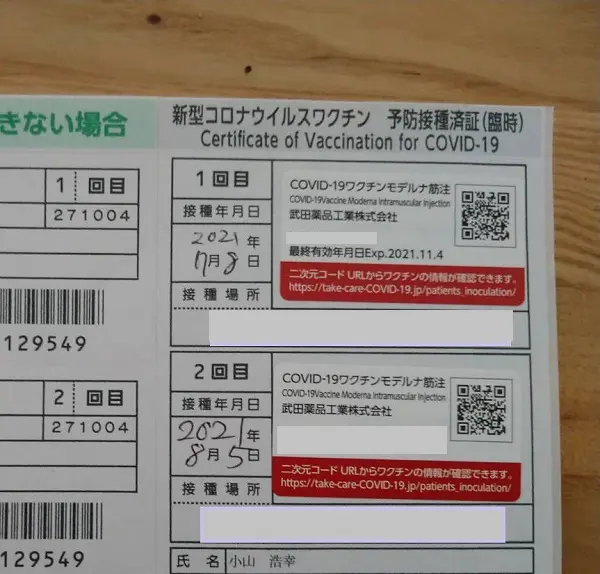 きない場合
1 回目
271004
129549
2 回目
271004
129549
新型コロナウイルスワクチン 予防接種済証(臨時)
Certificate of Vaccination for COVID-19
1 回目
接種年月日
2021年
7月8日
接種場所
COVID-19ワクチンモデルナ筋注
COVID-19Vaccine Moderna Intramuscular Injection
武田薬品工業株式会社
最終有効年月日Exp.2021.11.4
二次元コード URLからワクチンの情報が確認できます。
https://take-care-COVID-19.jp/patients_inoculation/
2 回目
接種年月日
2021年
8月5日
接種場所
COVID-19ワクチンモデルナ筋注
COVID-19Vaccine Moderna Intramuscular Injection
武田薬品工業株式会社
二次元コード URLからワクチンの情報が確認できます。
https://take-care-COVID-19.jp/patients_inoculation/
氏 名 小山 浩幸